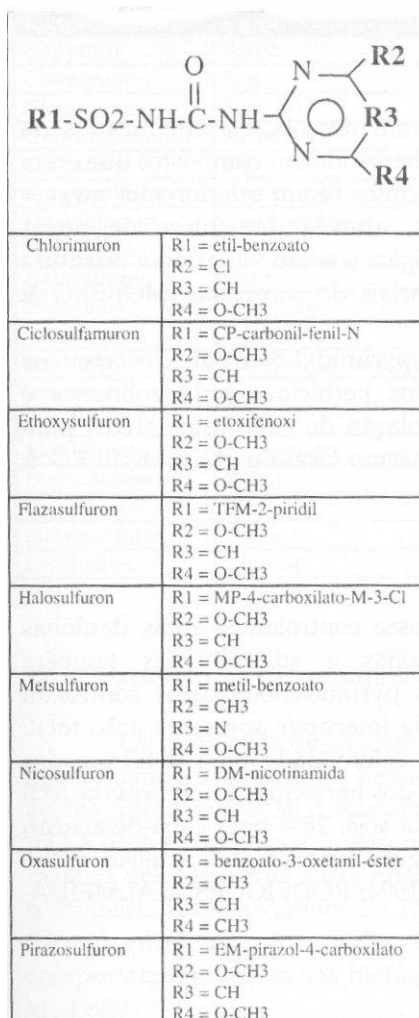 O
N
R2
R1-SO2-NH-C-NH
R3
N
R4
Chlorimuron
R1 = etil-benzoato
R2 = Cl
R3 = CH
R4 = O-CH3
Ciclosulfamuron
R1 = CP-carbonil-fenil-N
R2 = O-CH3
R3 = CH
R4 = O-CH3
Ethoxysulfuron
R1 = etoxifenoxi
R2 = O-CH3
R3 = CH
R4 = O-CH3
Flazasulfuron
R1 = TFM-2-piridil
R2 = O-CH3
R3 = CH
R4 = O-CH3
Halosulfuron
R1 = MP-4-carboxilato-M-3-Cl
R2 = O-CH3
R3 = CH
R4 = O-CH3
Metsulfuron
R1 = metil-benzoato
R2 = CH3
R3 = N
R4 = O-CH3
Nicosulfuron
R1 = DM-nicotinamida
R2 = O-CH3
R3 = CH
R4 = O-CH3
Oxasulfuron
R1 = benzoato-3-oxetanil-éster
R2 = CH3
R3 = CH
R4 = CH3
Pirazosulfuron
R1 = EM-pirazol-4-carboxilato
R2 = O-CH3
R3 = CH
R4 = O-CH3